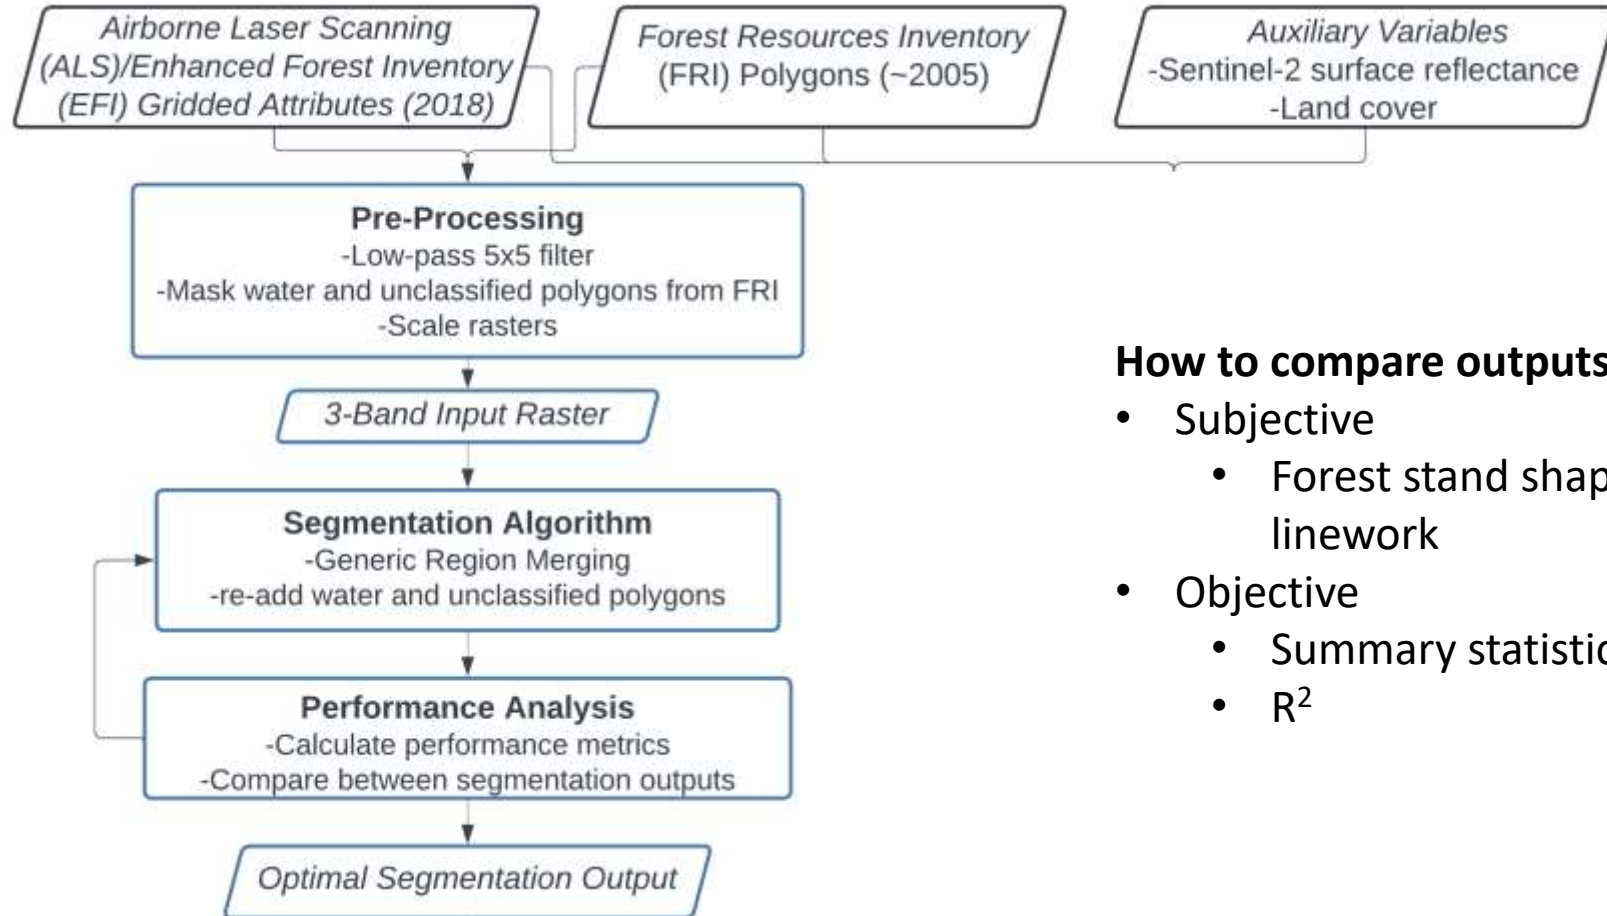 Airborne Laser Scanning
(ALS)/Enhanced Forest Inventory
(EFI) Gridded Attributes (2018)
Forest Resources Inventory
(FRI) Polygons (~2005)
Auxiliary Variables
-Sentinel-2 surface reflectance
-Land cover
Pre-Processing
-Low-pass 5x5 filter
-Mask water and unclassified polygons from FRI
-Scale rasters
3-Band Input Raster
Segmentation Algorithm
-Generic Region Merging
-re-add water and unclassified polygons
Performance Analysis
-Calculate performance metrics
-Compare between segmentation outputs
Optimal Segmentation Output
How to compare outputs
• Subjective
• Forest stand shap
linework
• Objective
• Summary statistic
• R²